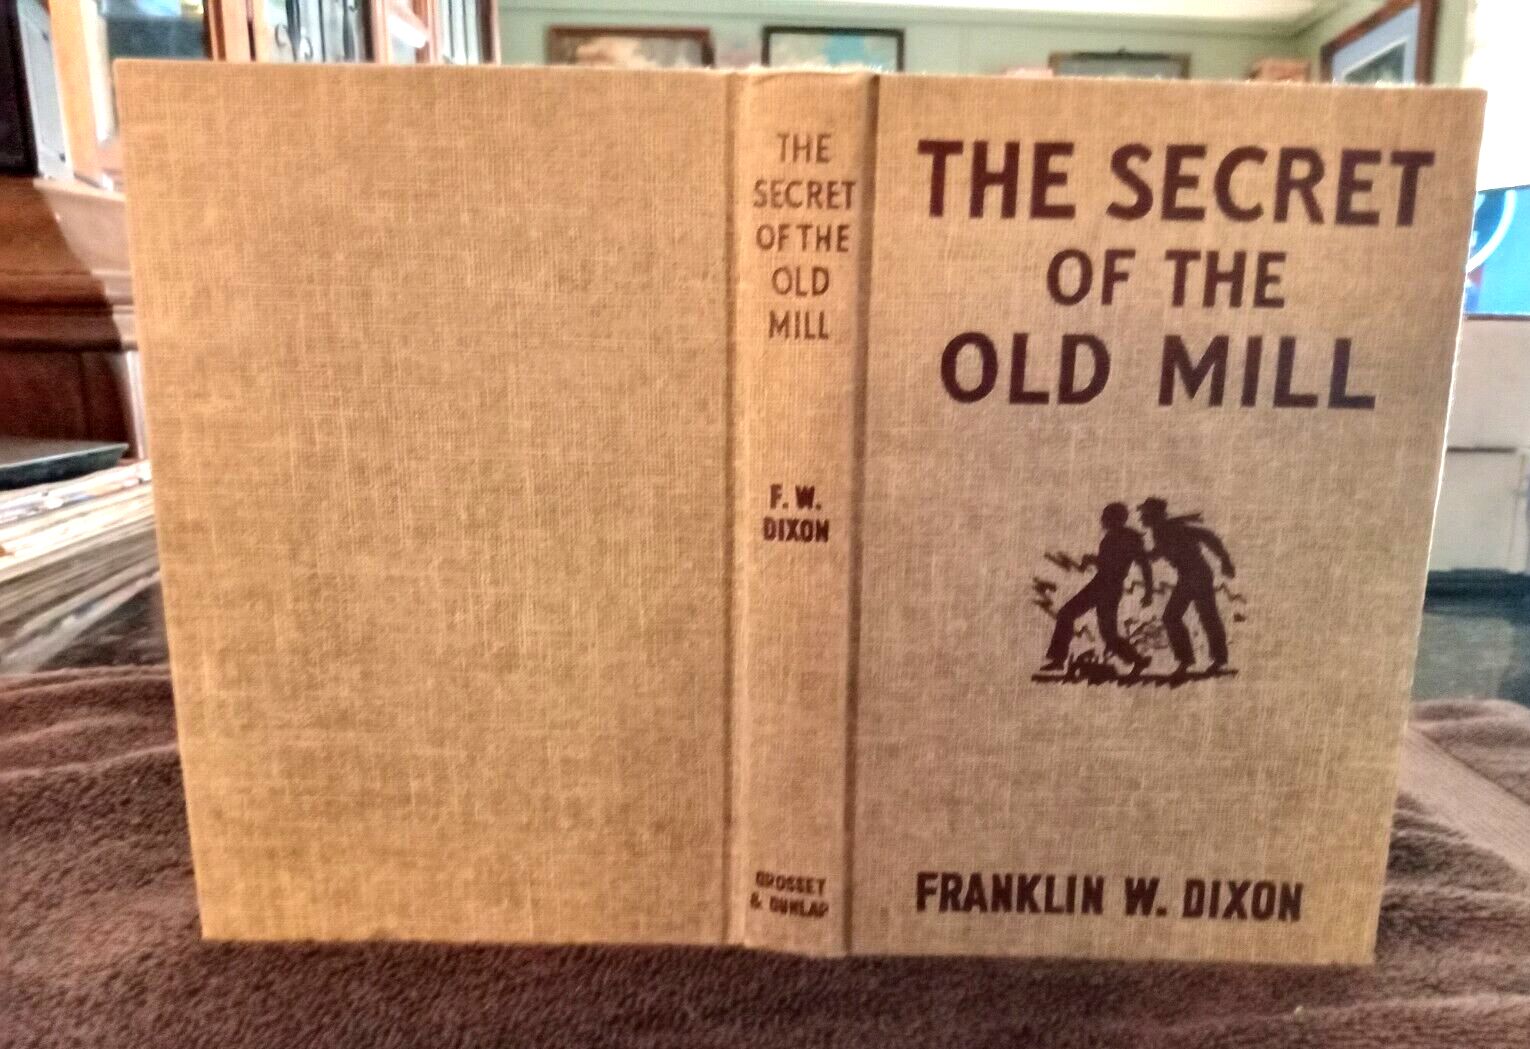 THE
SECRET
OF THE
OLD
MILL
F. W.
DIXON
GROSSET
& DUNLAP
THE SECRET
OF THE
OLD MILL
FRANKLIN W. DIXON